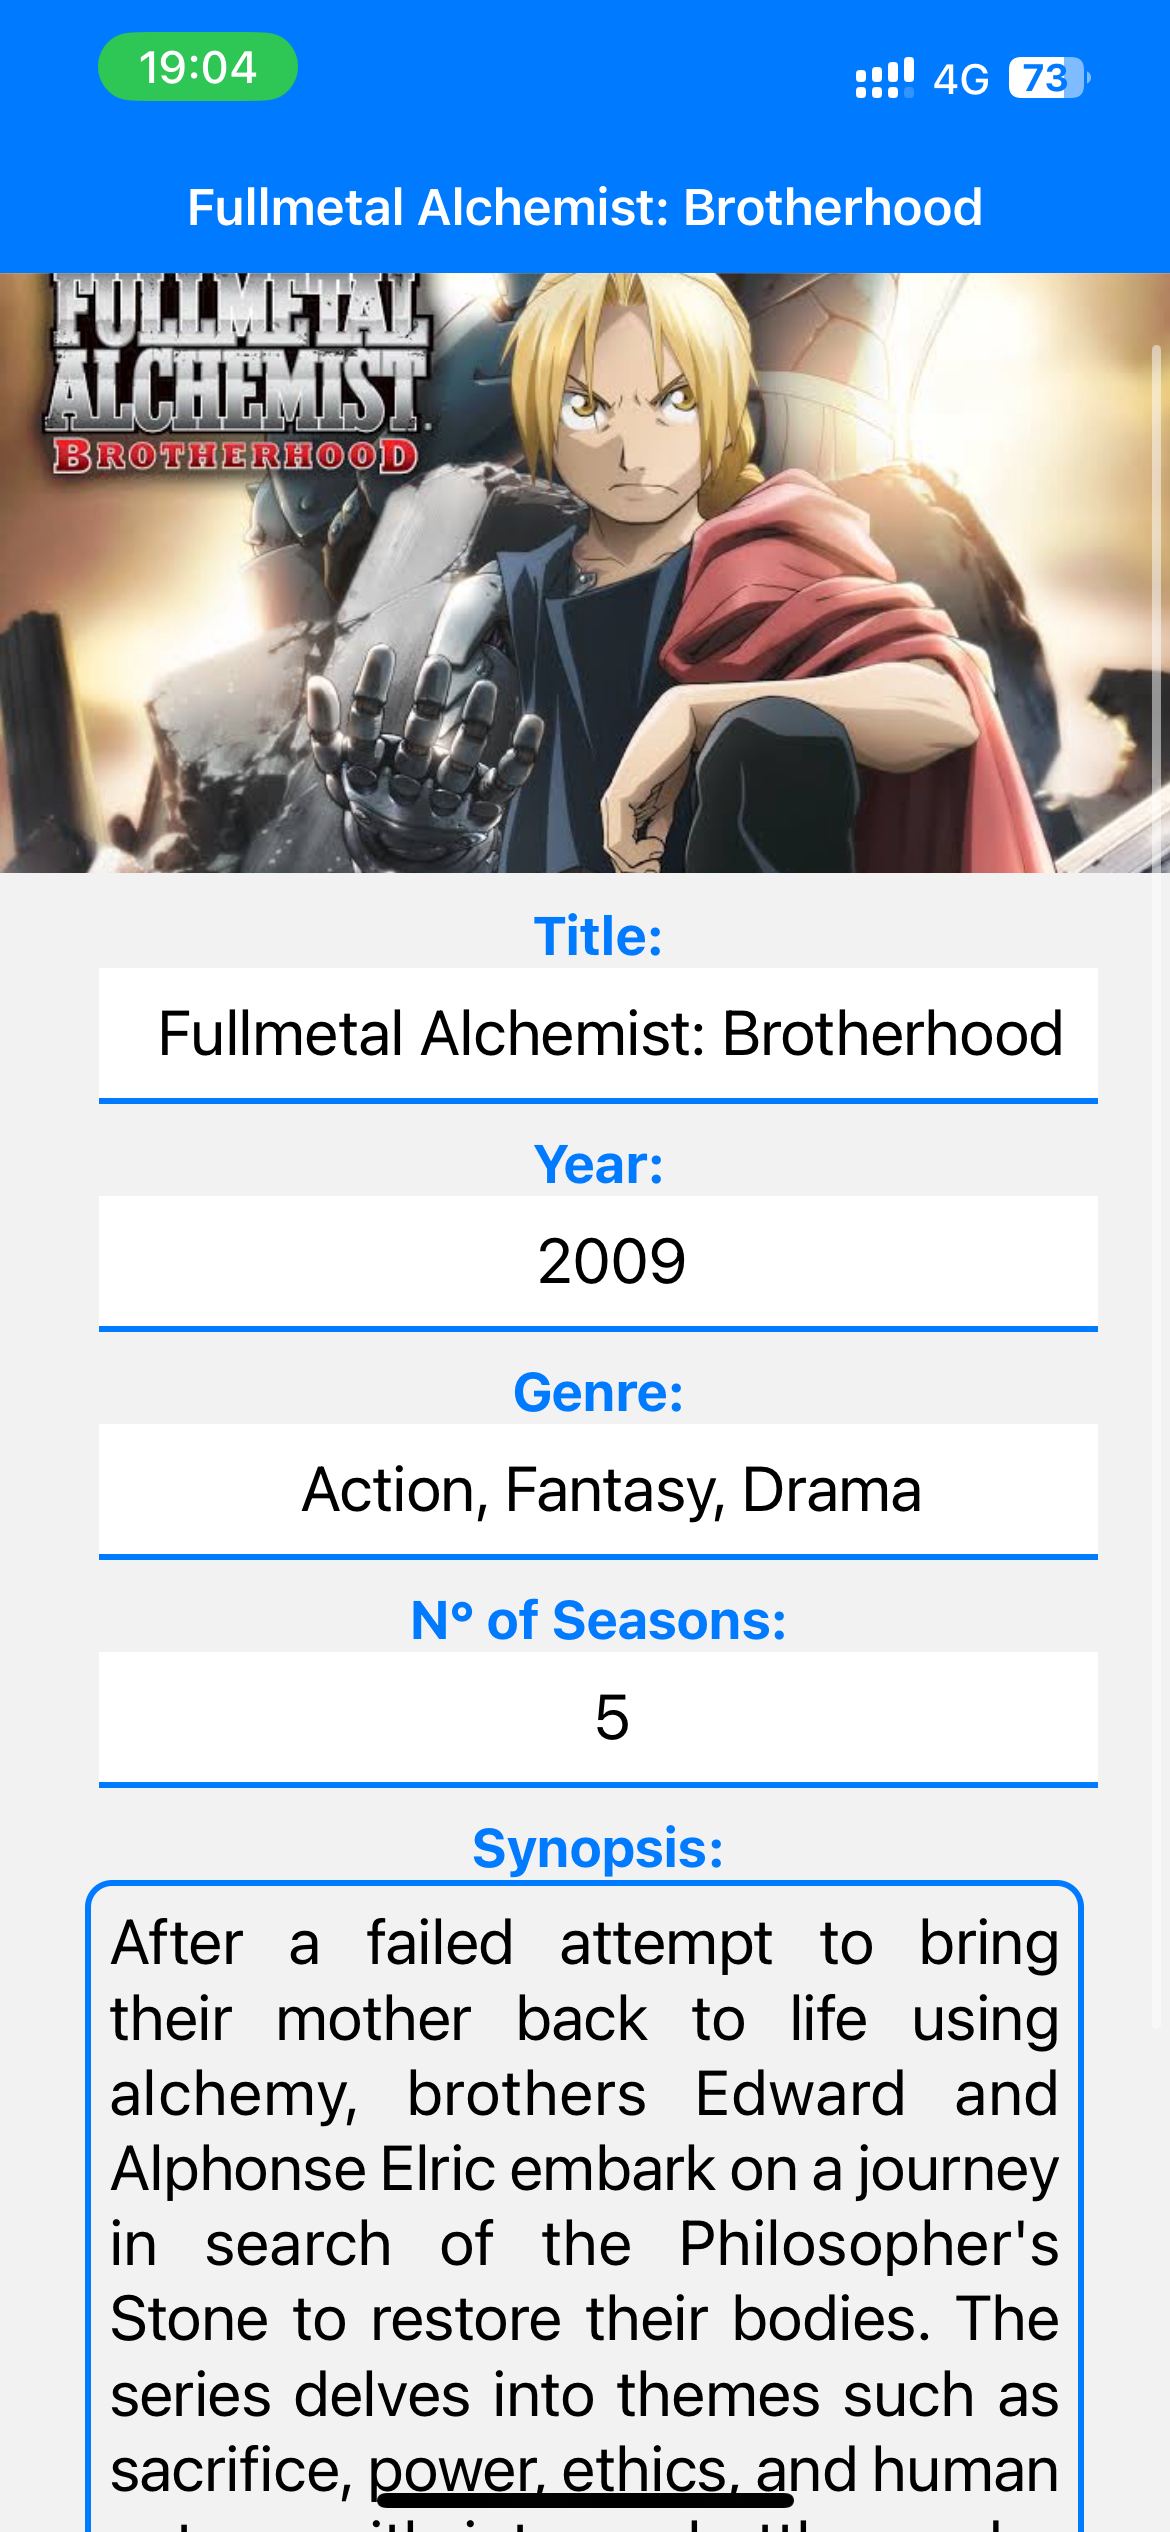 19:04
4G 73
Fullmetal Alchemist: Brotherhood
FULLMETAL
ALCHEMIST
BROTHERHOOD
Title:
Fullmetal Alchemist: Brotherhood
Year:
2009
Genre:
Action, Fantasy, Drama
Nº of Seasons:
5
Synopsis:
After a failed attempt to bring
their mother back to life using
alchemy, brothers Edward and
Alphonse Elric embark on a journey
in search of the Philosopher's
Stone to restore their bodies. The
series delves into themes such as
sacrifice, power, ethics, and human